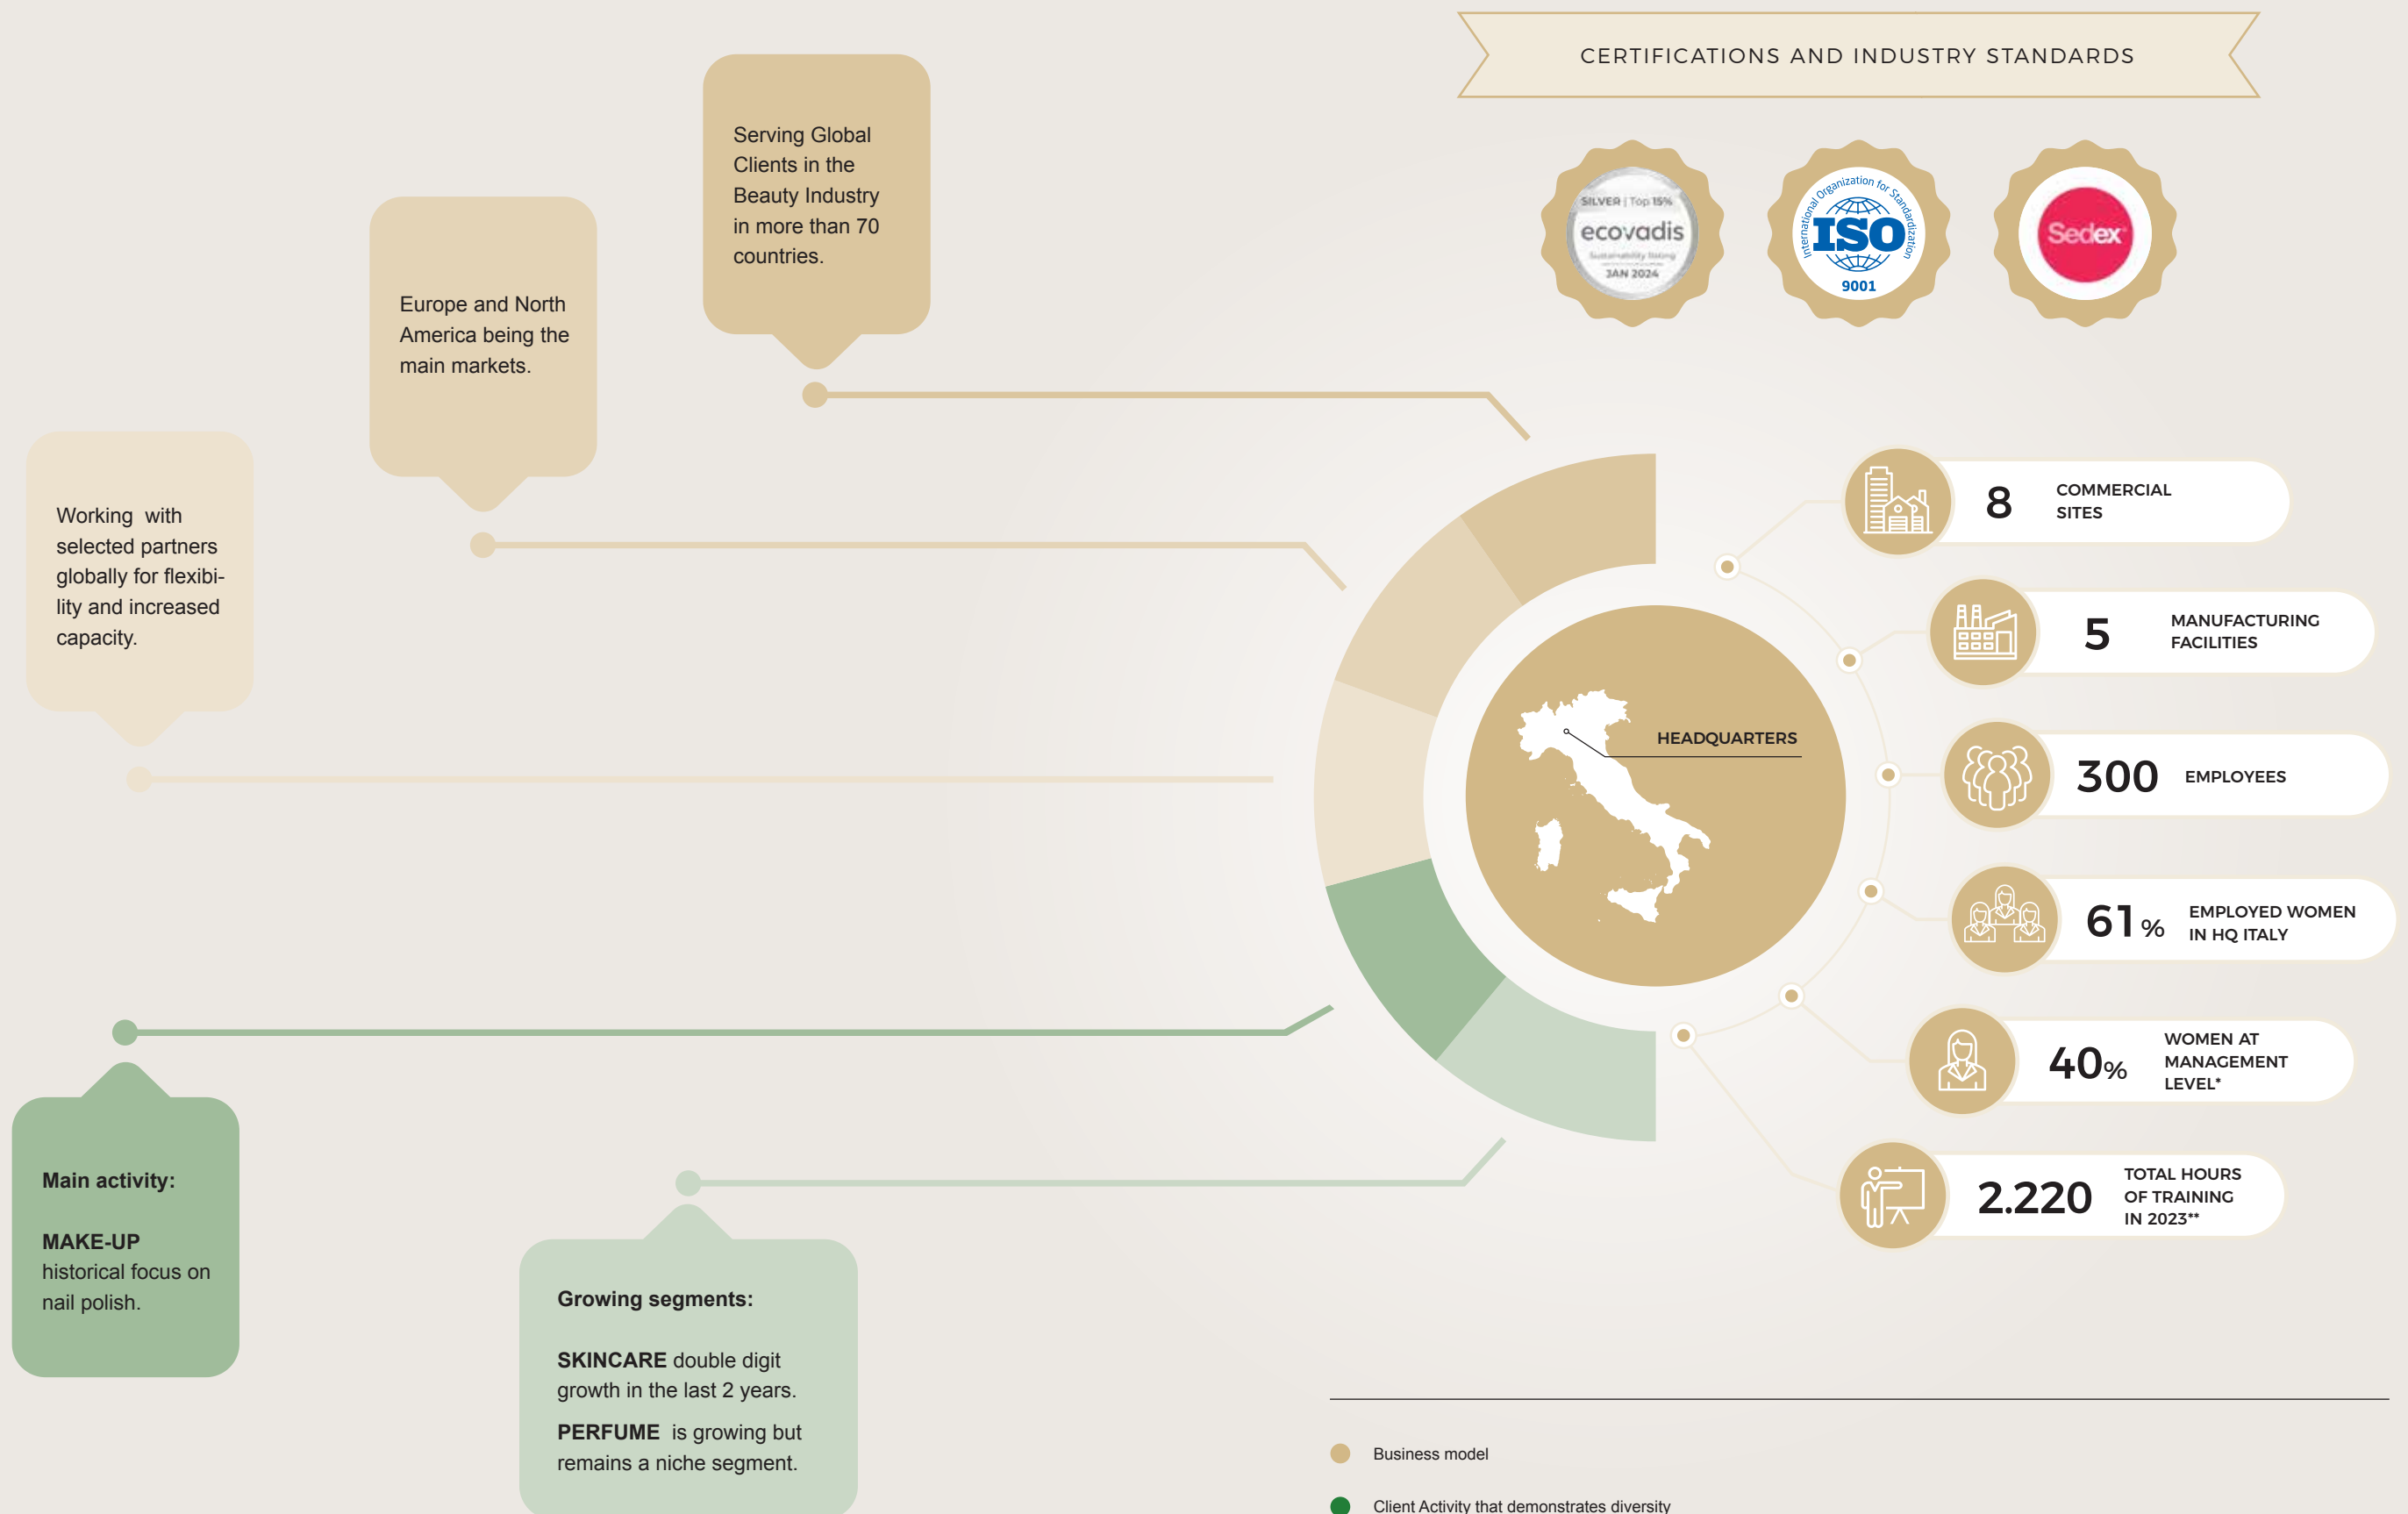 CERTIFICATIONS AND INDUSTRY STANDARDS
SILVER | Top 15%
ecovadis
Sustainability Rating
JAN 2024
International Organization for Standardization
ISO
9001
Sedex
Serving Global
Clients in the
Beauty Industry
in more than 70
countries.
Europe and North
America being the
main markets.
Working with
selected partners
globally for flexibi-
lity and increased
capacity.
Main activity:
MAKE-UP
historical focus on
nail polish.
Growing segments:
SKINCARE double digit
growth in the last 2 years.
PERFUME is growing but
remains a niche segment.
HEADQUARTERS
8 COMMERCIAL
SITES
5 MANUFACTURING
FACILITIES
300 EMPLOYEES
61% EMPLOYED WOMEN
IN HQ ITALY
40% WOMEN AT
MANAGEMENT
LEVEL*
2.220 TOTAL HOURS
OF TRAINING
IN 2023**
Business model
Client Activity that demonstrates diversity